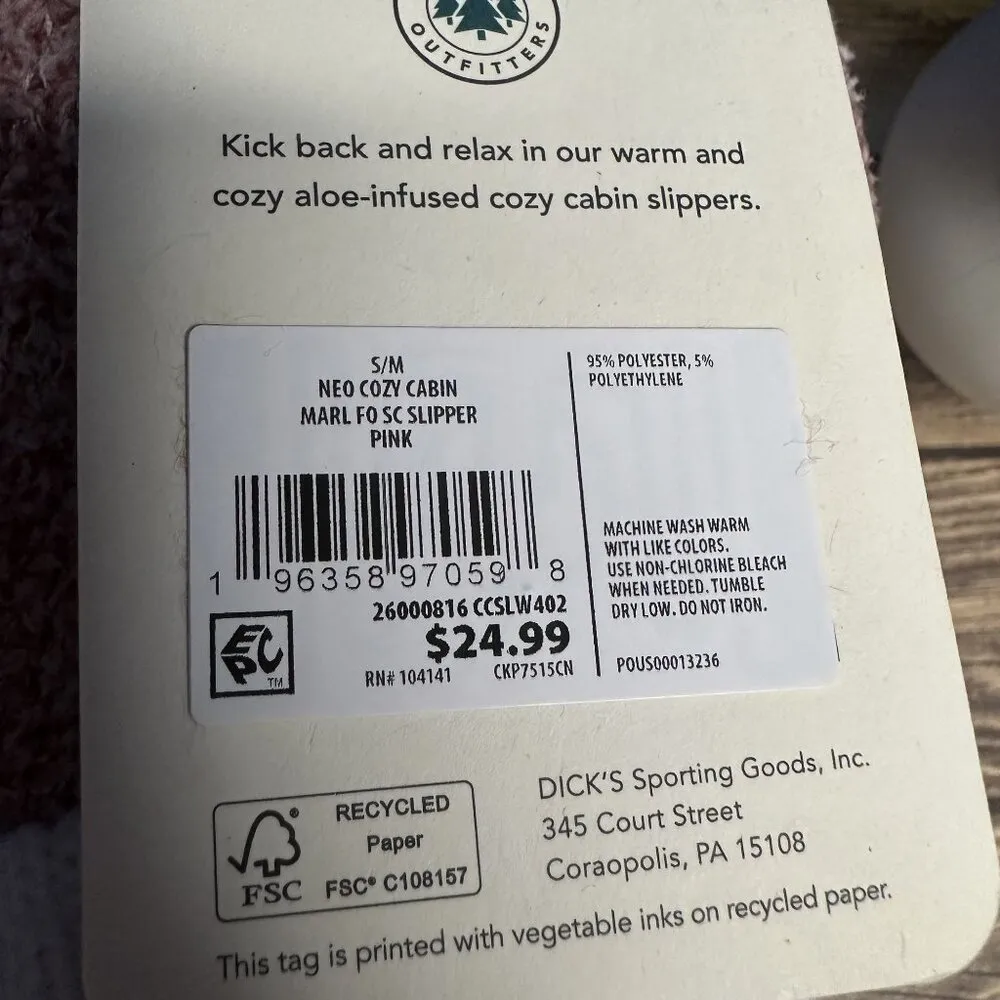 OUTFITTERS
Kick back and relax in our warm and
cozy aloe-infused cozy cabin slippers.
S/M
NEO COZY CABIN
MARL FO SC SLIPPER
PINK
1 96358 97059 8
26000816 CCSLW402
$24.99
RN# 104141 CKP7515CN
EPC
TM
95% POLYESTER, 5%
POLYETHYLENE
MACHINE WASH WARM
WITH LIKE COLORS.
USE NON-CHLORINE BLEACH
WHEN NEEDED. TUMBLE
DRY LOW. DO NOT IRON.
POUS00013236
RECYCLED
Paper
FSC® C108157
FSC
DICK'S Sporting Goods, Inc.
345 Court Street
Coraopolis, PA 15108
This tag is printed with vegetable inks on recycled paper.